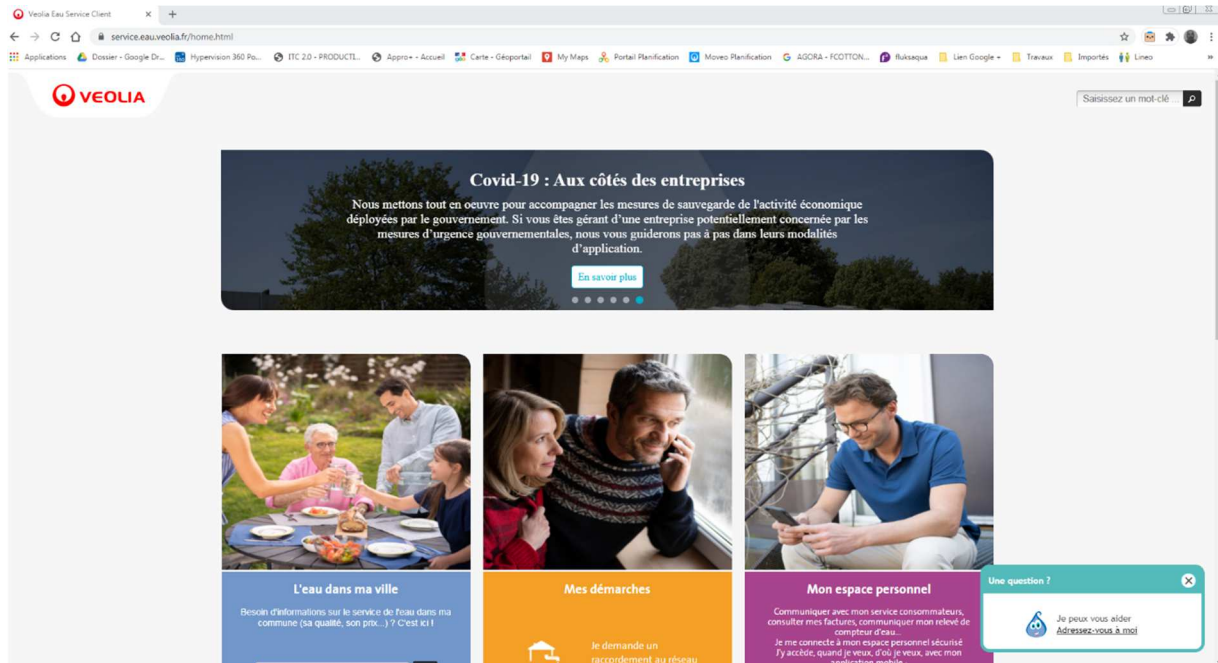 Veolia Eau Service Client
service.eau.veolia.fr/home.html
Applications Dossier - Google Dr... Hypervision 360 Po... ITC 2.0 - PRODUCTI... Appro+ - Accueil Carte - Géoportail My Maps Portail Planification Moveo Planification AGORA - FCOTTON... fluksaqua Lien Google + Travaux Importés Lineo
VEOLIA
Saisissez un mot-clé ...
Covid-19 : Aux côtés des entreprises
Nous mettons tout en oeuvre pour accompagner les mesures de sauvegarde de l'activité économique
déployées par le gouvernement. Si vous êtes gérant d'une entreprise potentiellement concernée par les
mesures d'urgence gouvernementales, nous vous guiderons pas à pas dans leurs modalités
d'application.
En savoir plus
L'eau dans ma ville
Besoin d'informations sur le service de l'eau dans ma
commune (sa qualité, son prix...) ? C'est ici !
Mes démarches
Je demande un
raccordement au réseau
Mon espace personnel
Communiquer avec mon service consommateurs,
consulter mes factures, communiquer mon relevé de
compteur d'eau...
Je me connecte à mon espace personnel sécurisé
J'y accède, quand je veux, d'où je veux, avec mon
application mobile
Une question ?
Je peux vous aider
Adressez-vous à moi